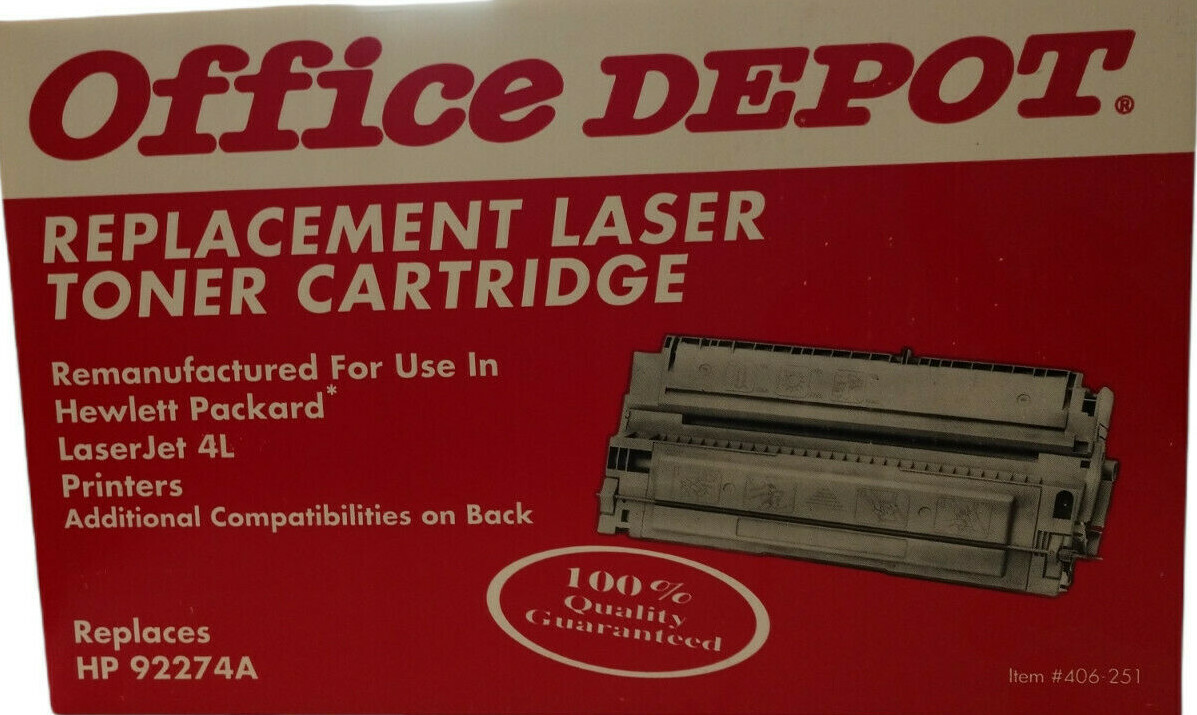 Office DEPOT®
REPLACEMENT LASER
TONER CARTRIDGE
Remanufactured For Use In
Hewlett Packard*
LaserJet 4L
Printers
Additional Compatibilities on Back
100%
Quality
Guaranteed
Replaces
HP 92274A
Item #406-251